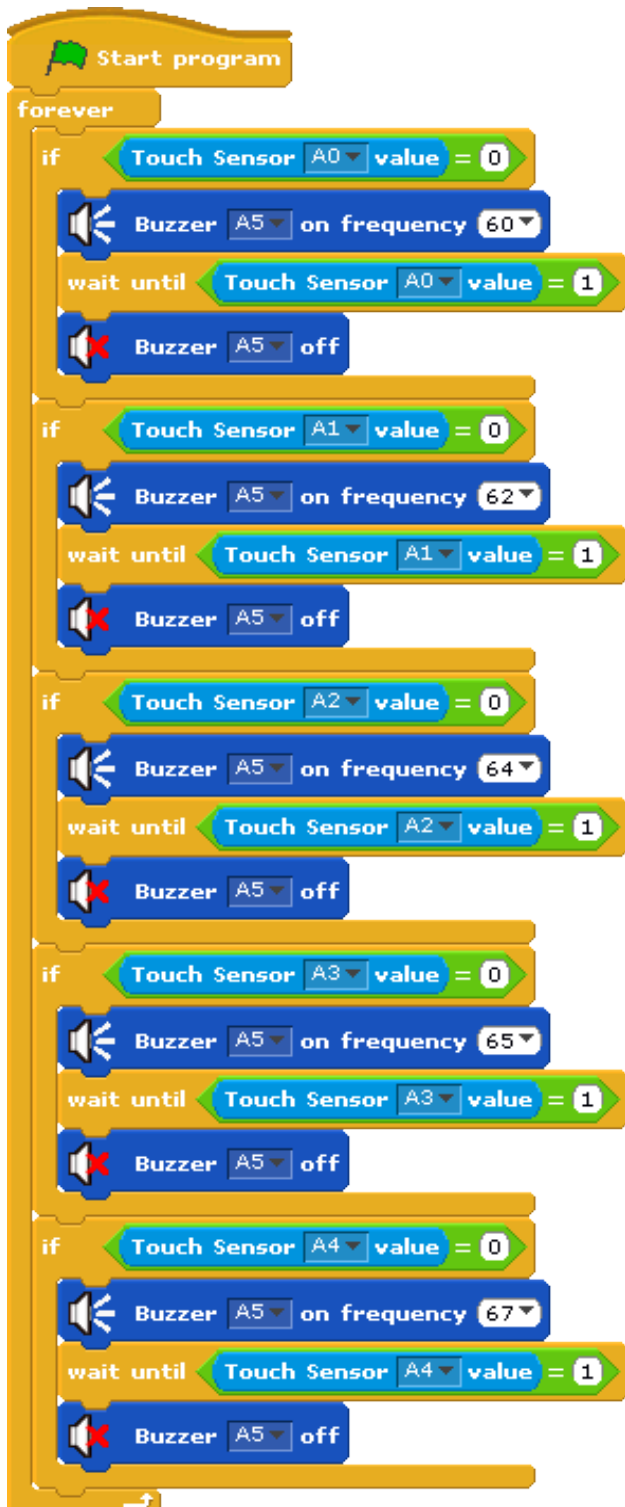 Start program
forever
if Touch Sensor A0 value = 0
Buzzer A5 on frequency 60
wait until Touch Sensor A0 value = 1
Buzzer A5 off
if Touch Sensor A1 value = 0
Buzzer A5 on frequency 62
wait until Touch Sensor A1 value = 1
Buzzer A5 off
if Touch Sensor A2 value = 0
Buzzer A5 on frequency 64
wait until Touch Sensor A2 value = 1
Buzzer A5 off
if Touch Sensor A3 value = 0
Buzzer A5 on frequency 65
wait until Touch Sensor A3 value = 1
Buzzer A5 off
if Touch Sensor A4 value = 0
Buzzer A5 on frequency 67
wait until Touch Sensor A4 value = 1
Buzzer A5 off